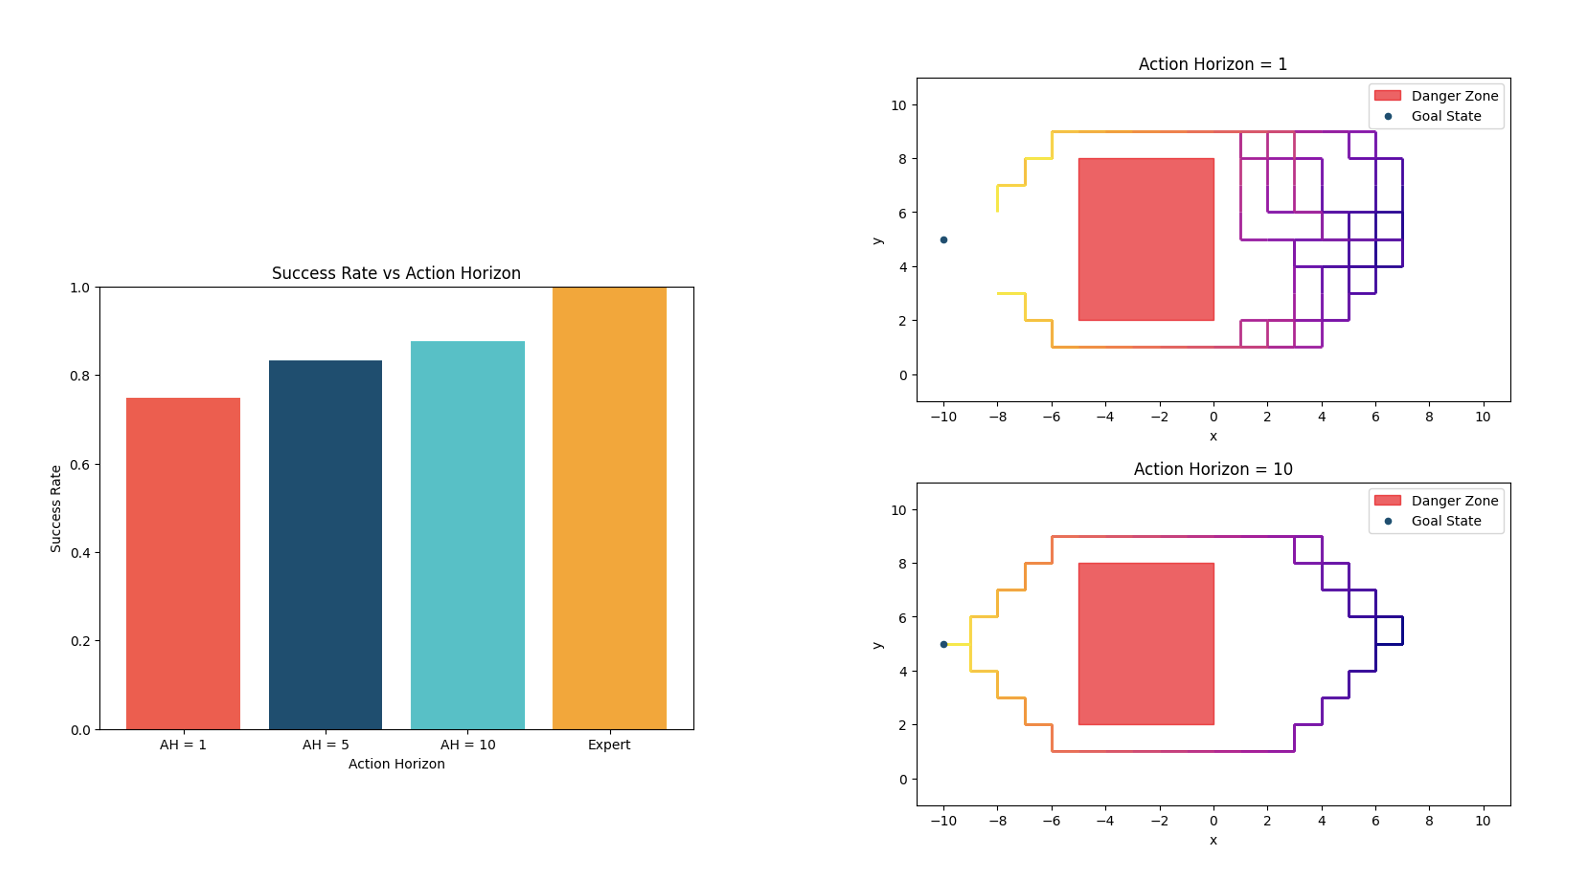 Success Rate vs Action Horizon
Success Rate
1.0
0.8
0.6
0.4
0.2
0.0
AH = 1 AH = 5 AH = 10 Expert
Action Horizon
Action Horizon = 1
Danger Zone
Goal State
y
10
8
6
4
2
0
−10 −8 −6 −4 −2 0 2 4 6 8 10
x
Action Horizon = 10
Danger Zone
Goal State
y
10
8
6
4
2
0
−10 −8 −6 −4 −2 0 2 4 6 8 10
x